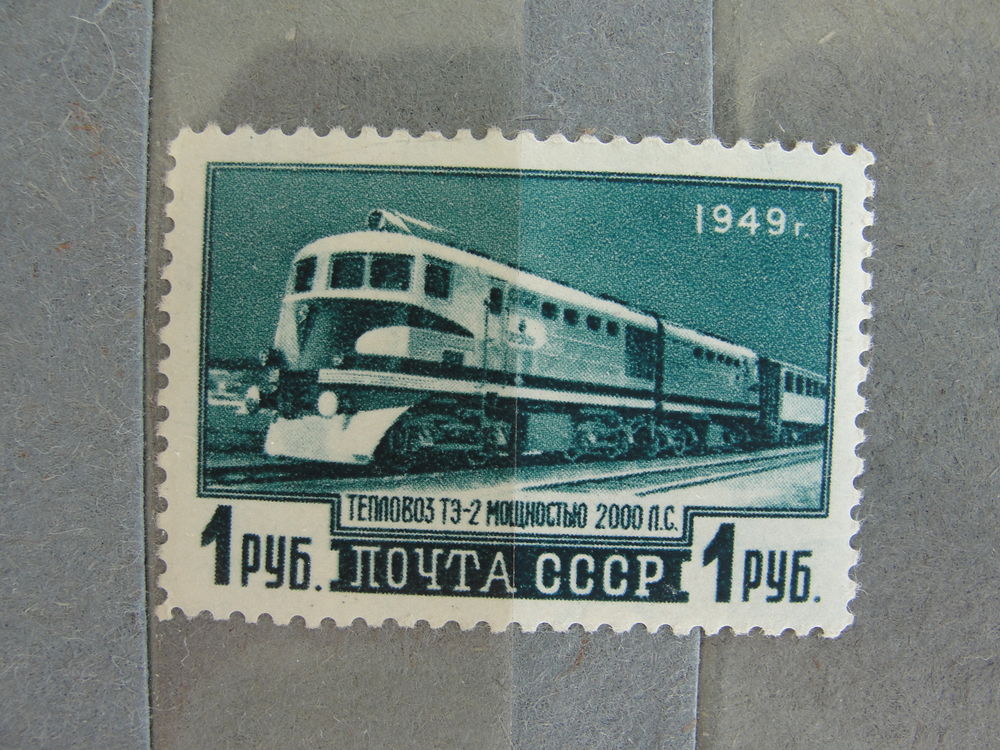 1949 г.
ТЕПЛОВОЗ ТЭ-2 МОЩНОСТЬЮ 2000 Л.С.
1 РУБ. ПОЧТА СССР 1 РУБ.